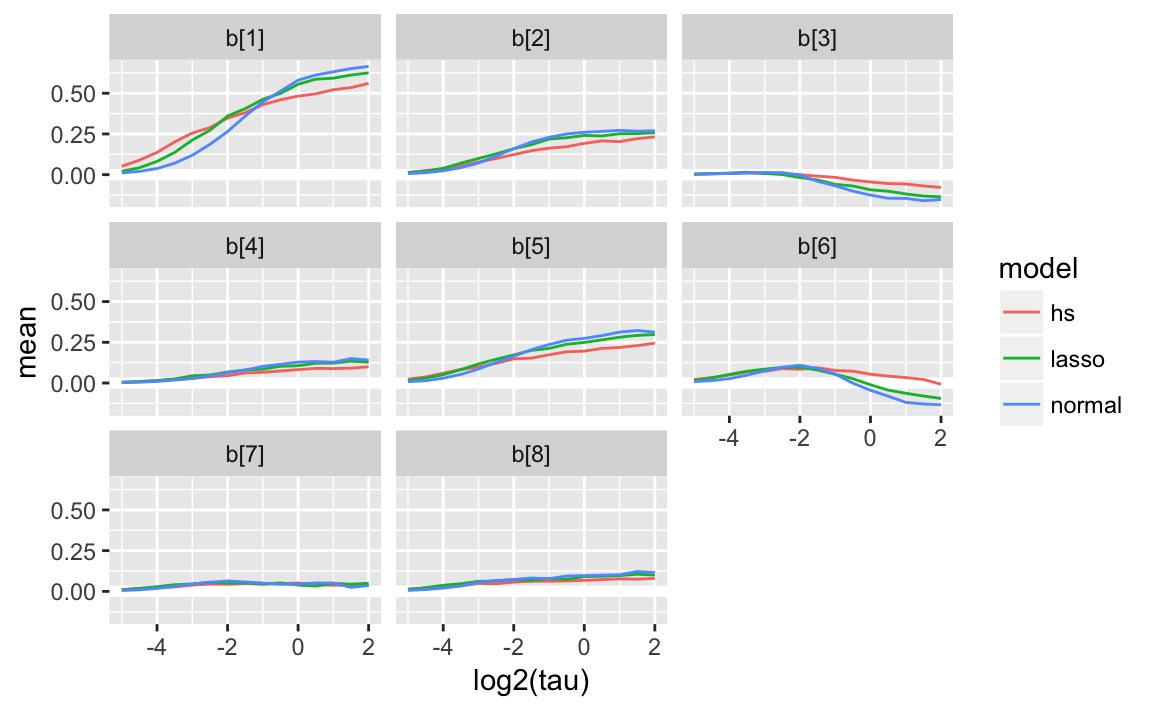 b[1] b[2] b[3]
0.50
0.25
0.00
b[4] b[5] b[6]
0.50
0.25
0.00
-4 -2 0 2
b[7] b[8]
0.50
0.25
0.00
-4 -2 0 2 -4 -2 0 2
log2(tau)
mean
model
hs
lasso
normal